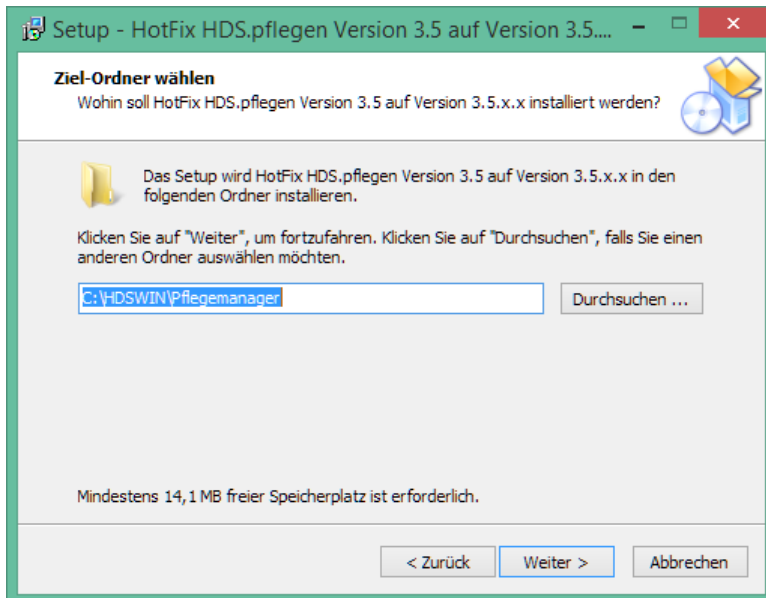 Setup - HotFix HDS.pflegen Version 3.5 auf Version 3.5....
Ziel-Ordner wählen
Wohin soll HotFix HDS.pflegen Version 3.5 auf Version 3.5.x.x installiert werden?
Das Setup wird HotFix HDS.pflegen Version 3.5 auf Version 3.5.x.x in den
folgenden Ordner installieren.
Klicken Sie auf "Weiter", um fortzufahren. Klicken Sie auf "Durchsuchen", falls Sie einen
anderen Ordner auswählen möchten.
C:\HDSWIN\Pflegemanager
Durchsuchen ...
Mindestens 14,1 MB freier Speicherplatz ist erforderlich.
< Zurück
Weiter >
Abbrechen